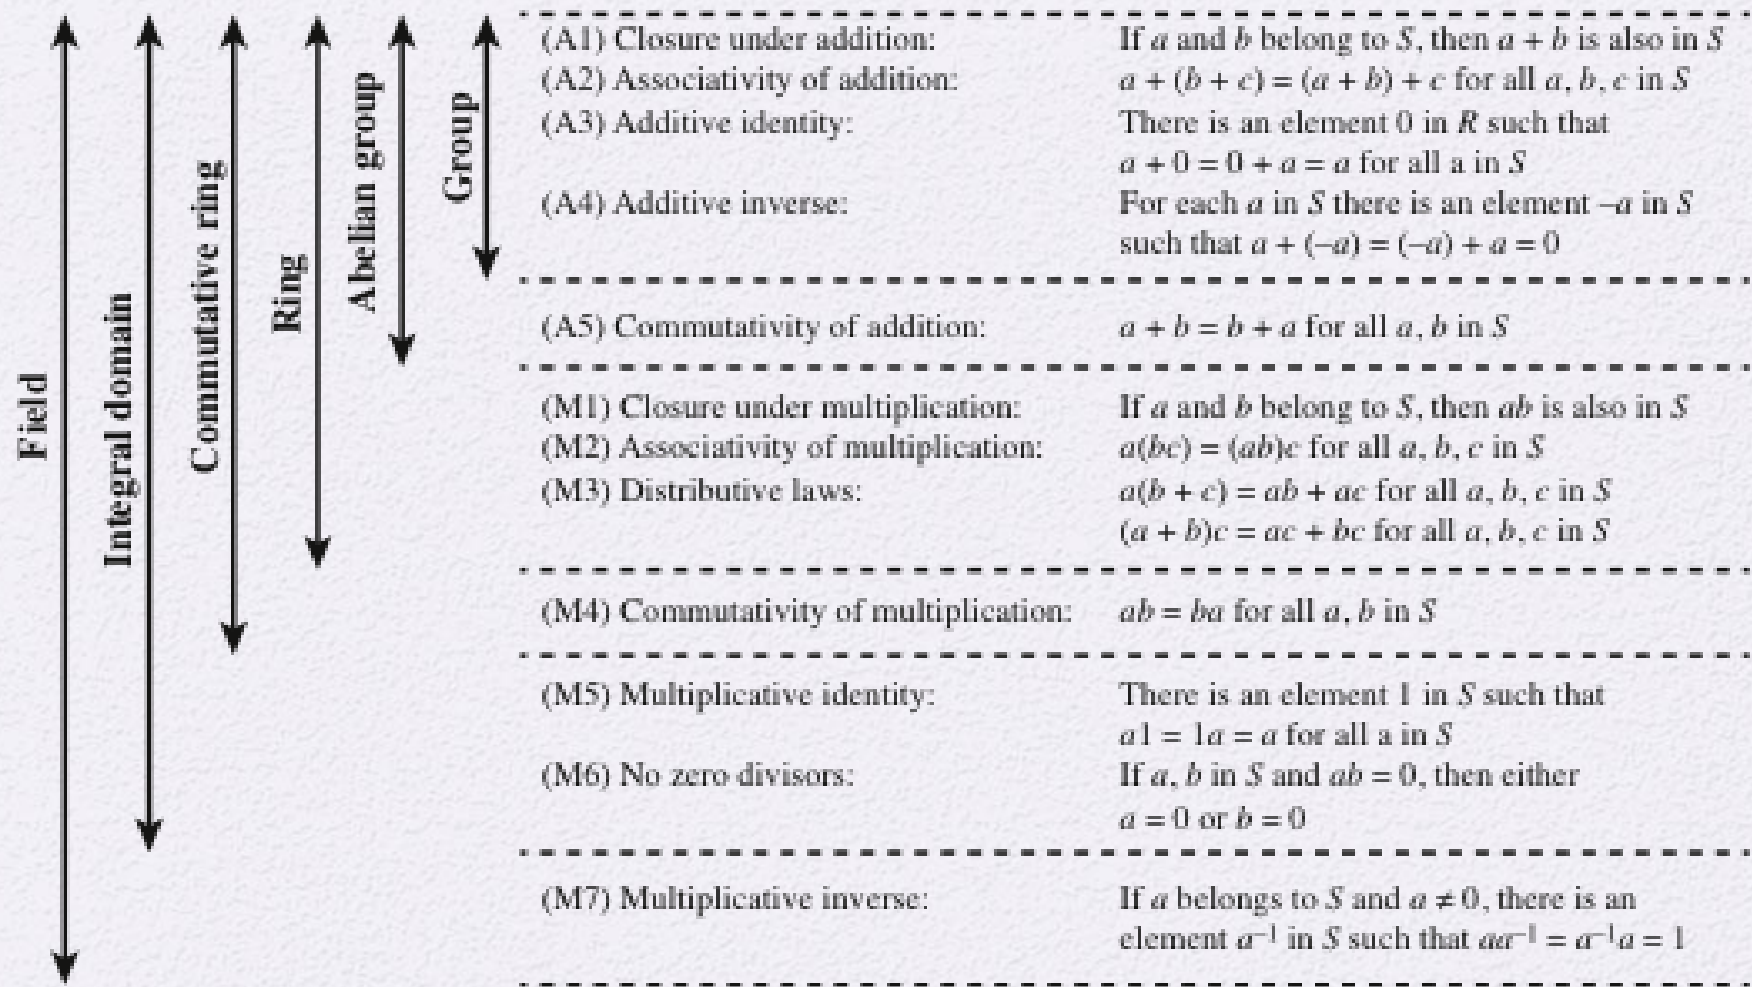 Field
Integral domain
Commutative ring
Ring
Abelian group
Group
(A1) Closure under addition: If a and b belong to S, then a + b is also in S
(A2) Associativity of addition: a + (b + c) = (a + b) + c for all a, b, c in S
(A3) Additive identity: There is an element 0 in R such that
a + 0 = 0 + a = a for all a in S
(A4) Additive inverse: For each a in S there is an element –a in S
such that a + (–a) = (–a) + a = 0
(A5) Commutativity of addition: a + b = b + a for all a, b in S
(M1) Closure under multiplication: If a and b belong to S, then ab is also in S
(M2) Associativity of multiplication: a(bc) = (ab)c for all a, b, c in S
(M3) Distributive laws: a(b + c) = ab + ac for all a, b, c in S
(a + b)c = ac + bc for all a, b, c in S
(M4) Commutativity of multiplication: ab = ba for all a, b in S
(M5) Multiplicative identity: There is an element 1 in S such that
a1 = 1a = a for all a in S
(M6) No zero divisors: If a, b in S and ab = 0, then either
a = 0 or b = 0
(M7) Multiplicative inverse: If a belongs to S and a ≠ 0, there is an
element a⁻¹ in S such that aa⁻¹ = a⁻¹a = 1